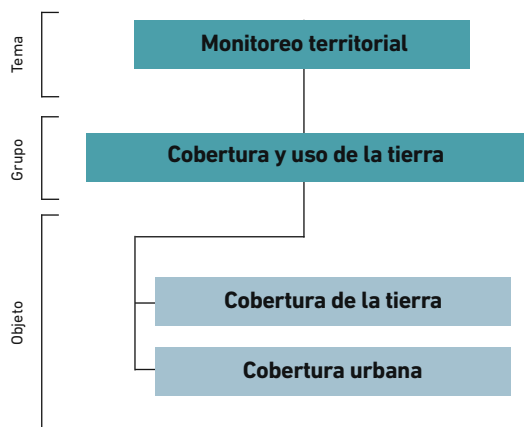 Tema
Monitoreo territorial
Grupo
Cobertura y uso de la tierra
Objeto
Cobertura de la tierra
Cobertura urbana